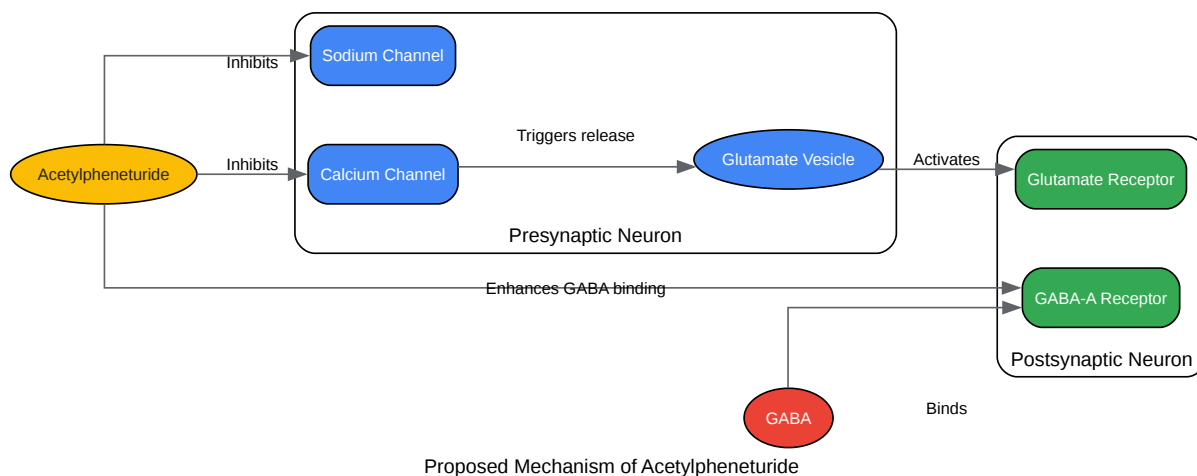 Sodium Channel
Inhibits
Triggers release
Acetylpheneturide
Inhibits
Calcium Channel
Glutamate Vesicle
Activates
Glutamate Receptor
Presynaptic Neuron
Enhances GABA binding
GABA-A Receptor
Postsynaptic Neuron
GABA
Binds
Proposed Mechanism of Acetylpheneturide